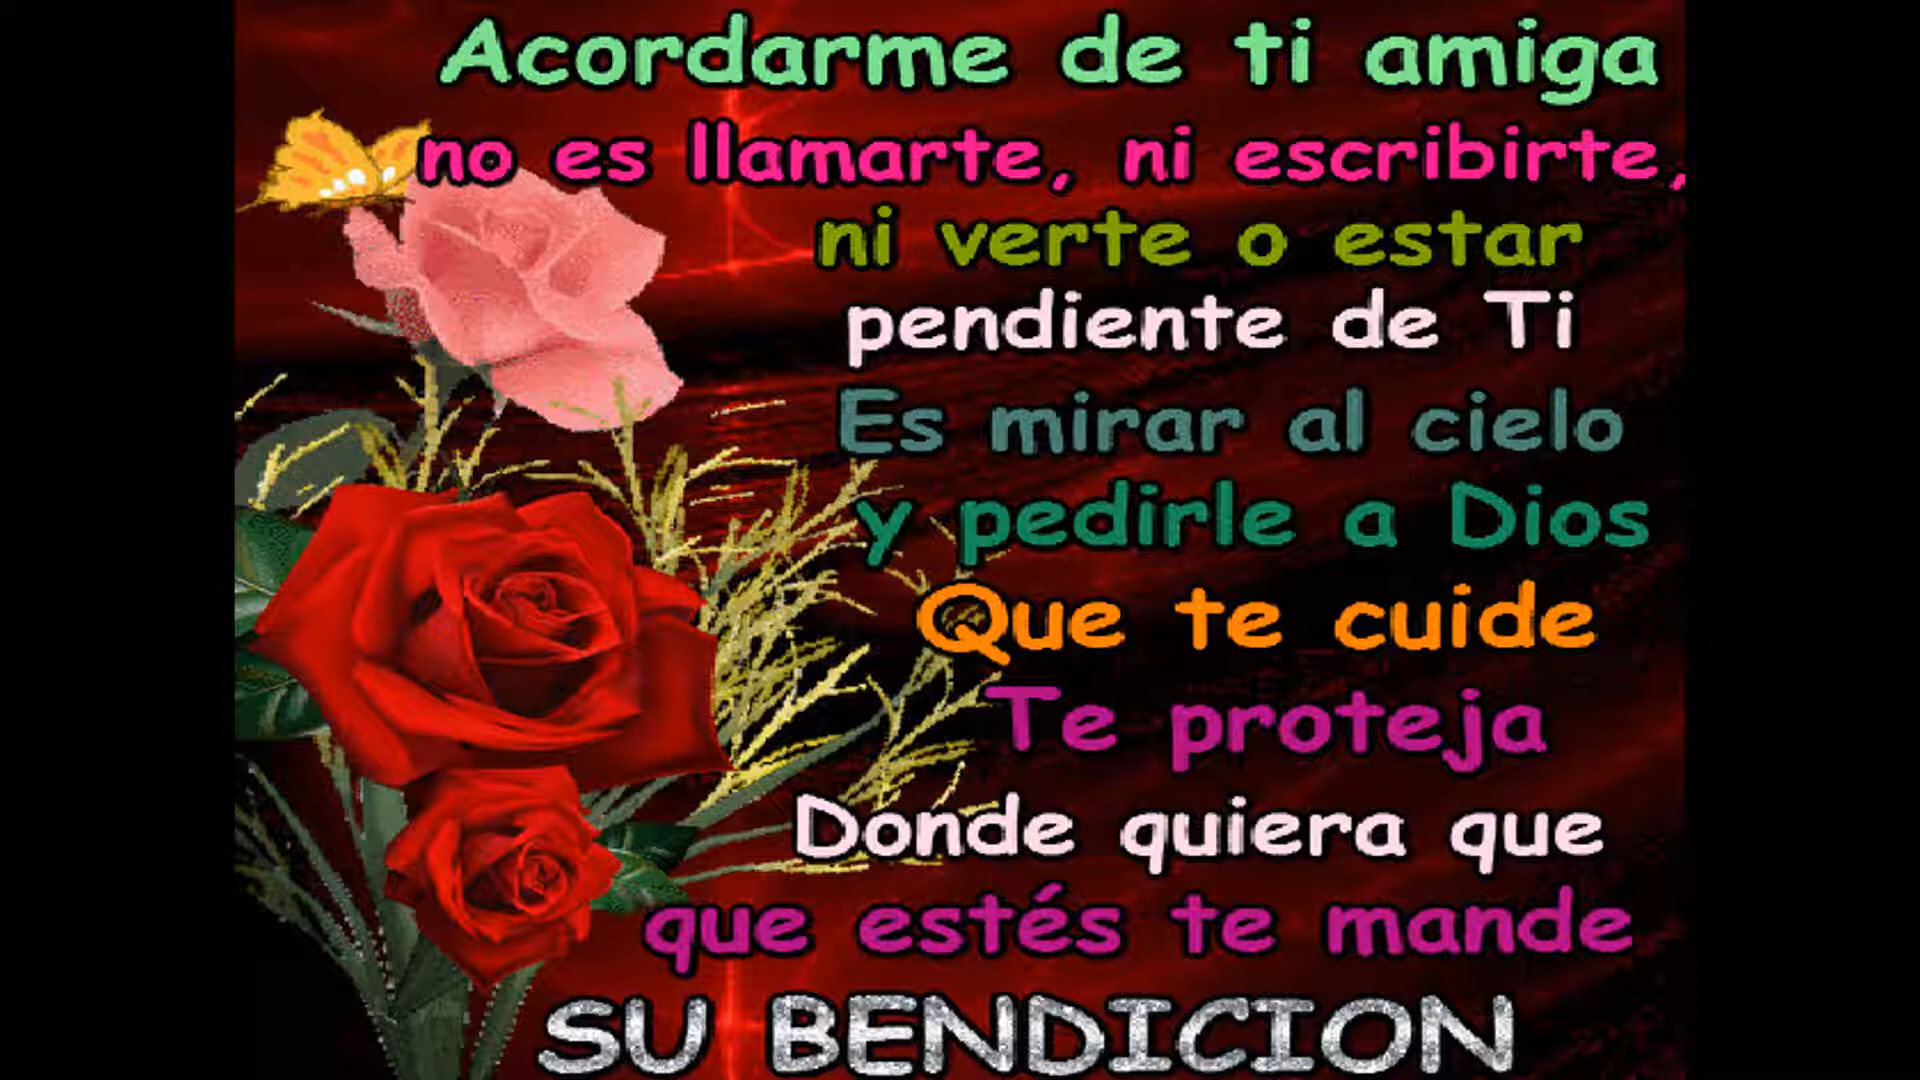 Acordarme de ti amiga
no es llamarte, ni escribirte,
ni verte o estar
pendiente de Ti
Es mirar al cielo
y pedirle a Dios
Que te cuide
Te proteja
Donde quiera que
que estés te mande
SU BENDICION